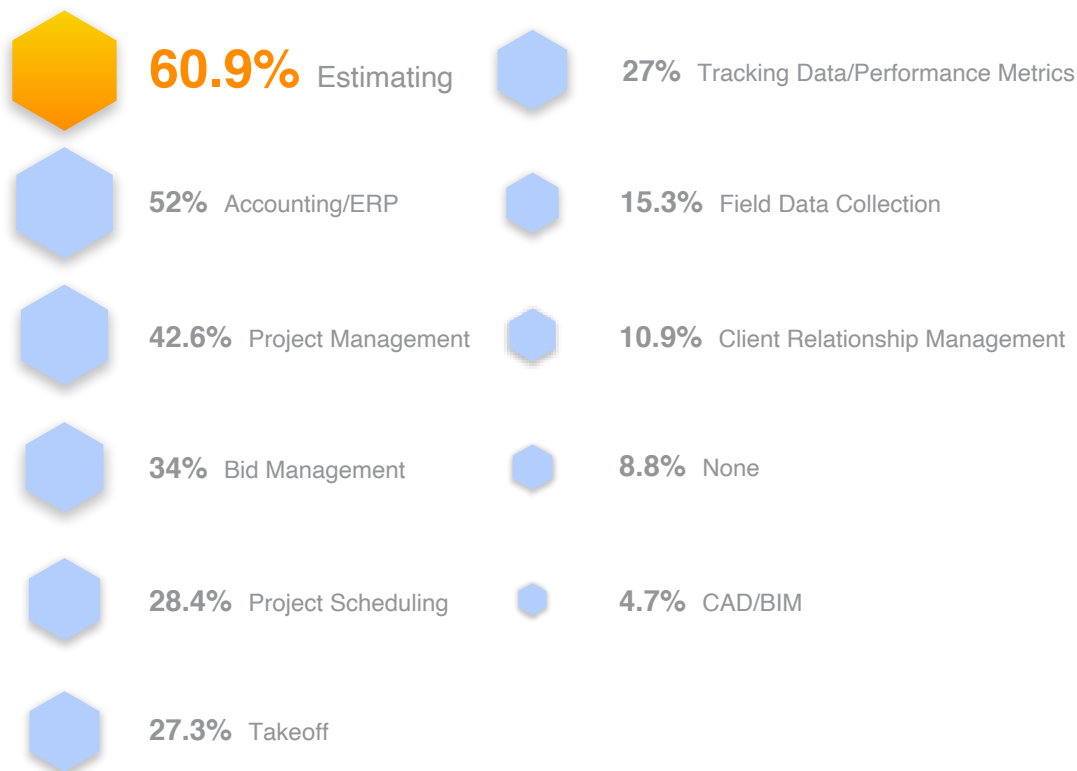 60.9% Estimating
52% Accounting/ERP
42.6% Project Management
34% Bid Management
28.4% Project Scheduling
27.3% Takeoff
27% Tracking Data/Performance Metrics
15.3% Field Data Collection
10.9% Client Relationship Management
8.8% None
4.7% CAD/BIM